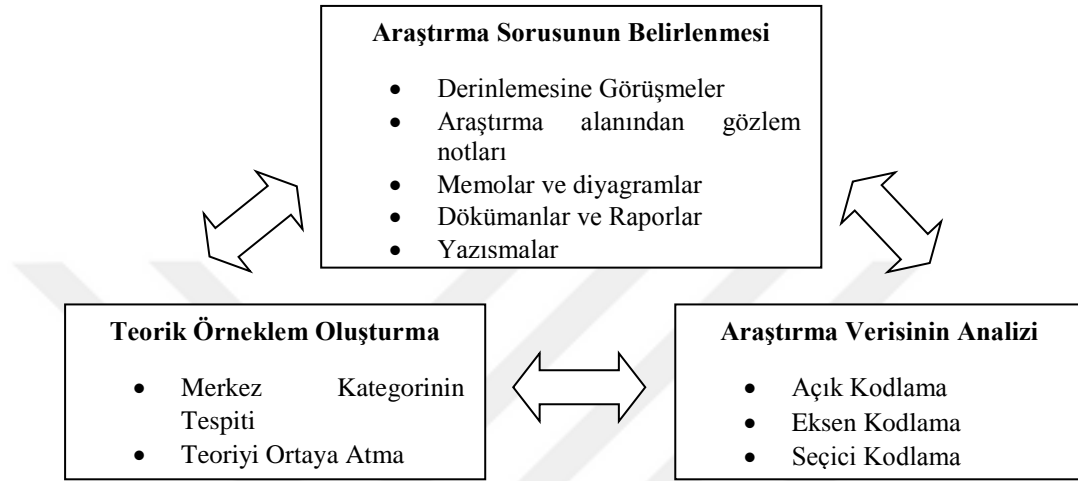 Araştırma Sorusunun Belirlenmesi
• Derinlemesine Görüşmeler
• Araştırma alanından gözlem
notları
• Memolar ve diyagramlar
• Dökümanlar ve Raporlar
• Yazısmalar
Teorik Örneklem Oluşturma
• Merkez Kategorinin
Tespiti
• Teoriyi Ortaya Atma
Araştırma Verisinin Analizi
• Açık Kodlama
• Eksen Kodlama
• Seçici Kodlama